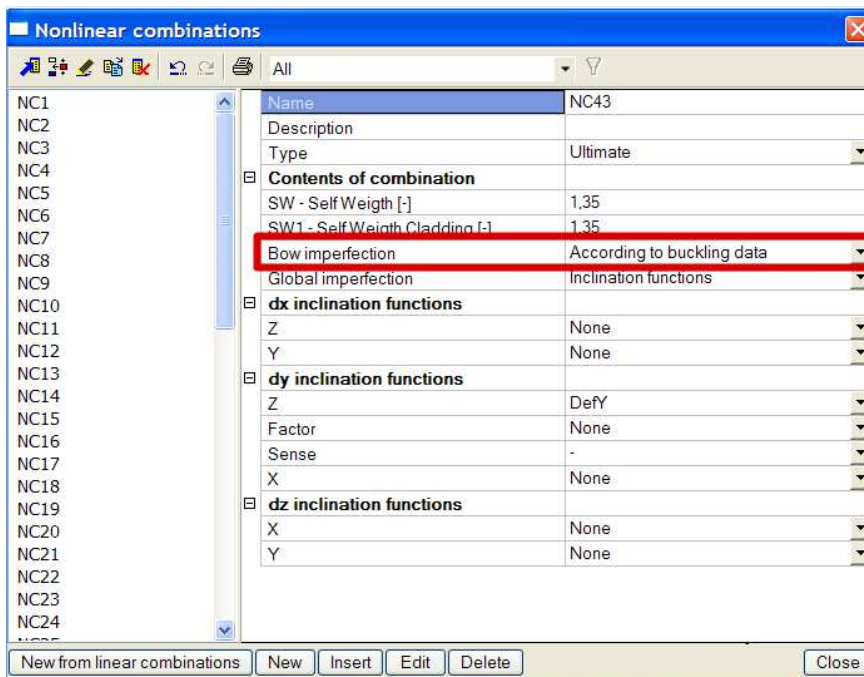 Nonlinear combinations
All
NC1
NC2
NC3
NC4
NC5
NC6
NC7
NC8
NC9
NC10
NC11
NC12
NC13
NC14
NC15
NC16
NC17
NC18
NC19
NC20
NC21
NC22
NC23
NC24
Name NC43
Description
Type Ultimate
Contents of combination
SW - Self Weigth [-] 1,35
SW1 - Self Weigth Cladding [-] 1,35
Bow imperfection According to buckling data
Global imperfection Inclination functions
dx inclination functions
Z None
Y None
dy inclination functions
Z DefY
Factor None
Sense -
X None
dz inclination functions
X None
Y None
New from linear combinations New Insert Edit Delete Close